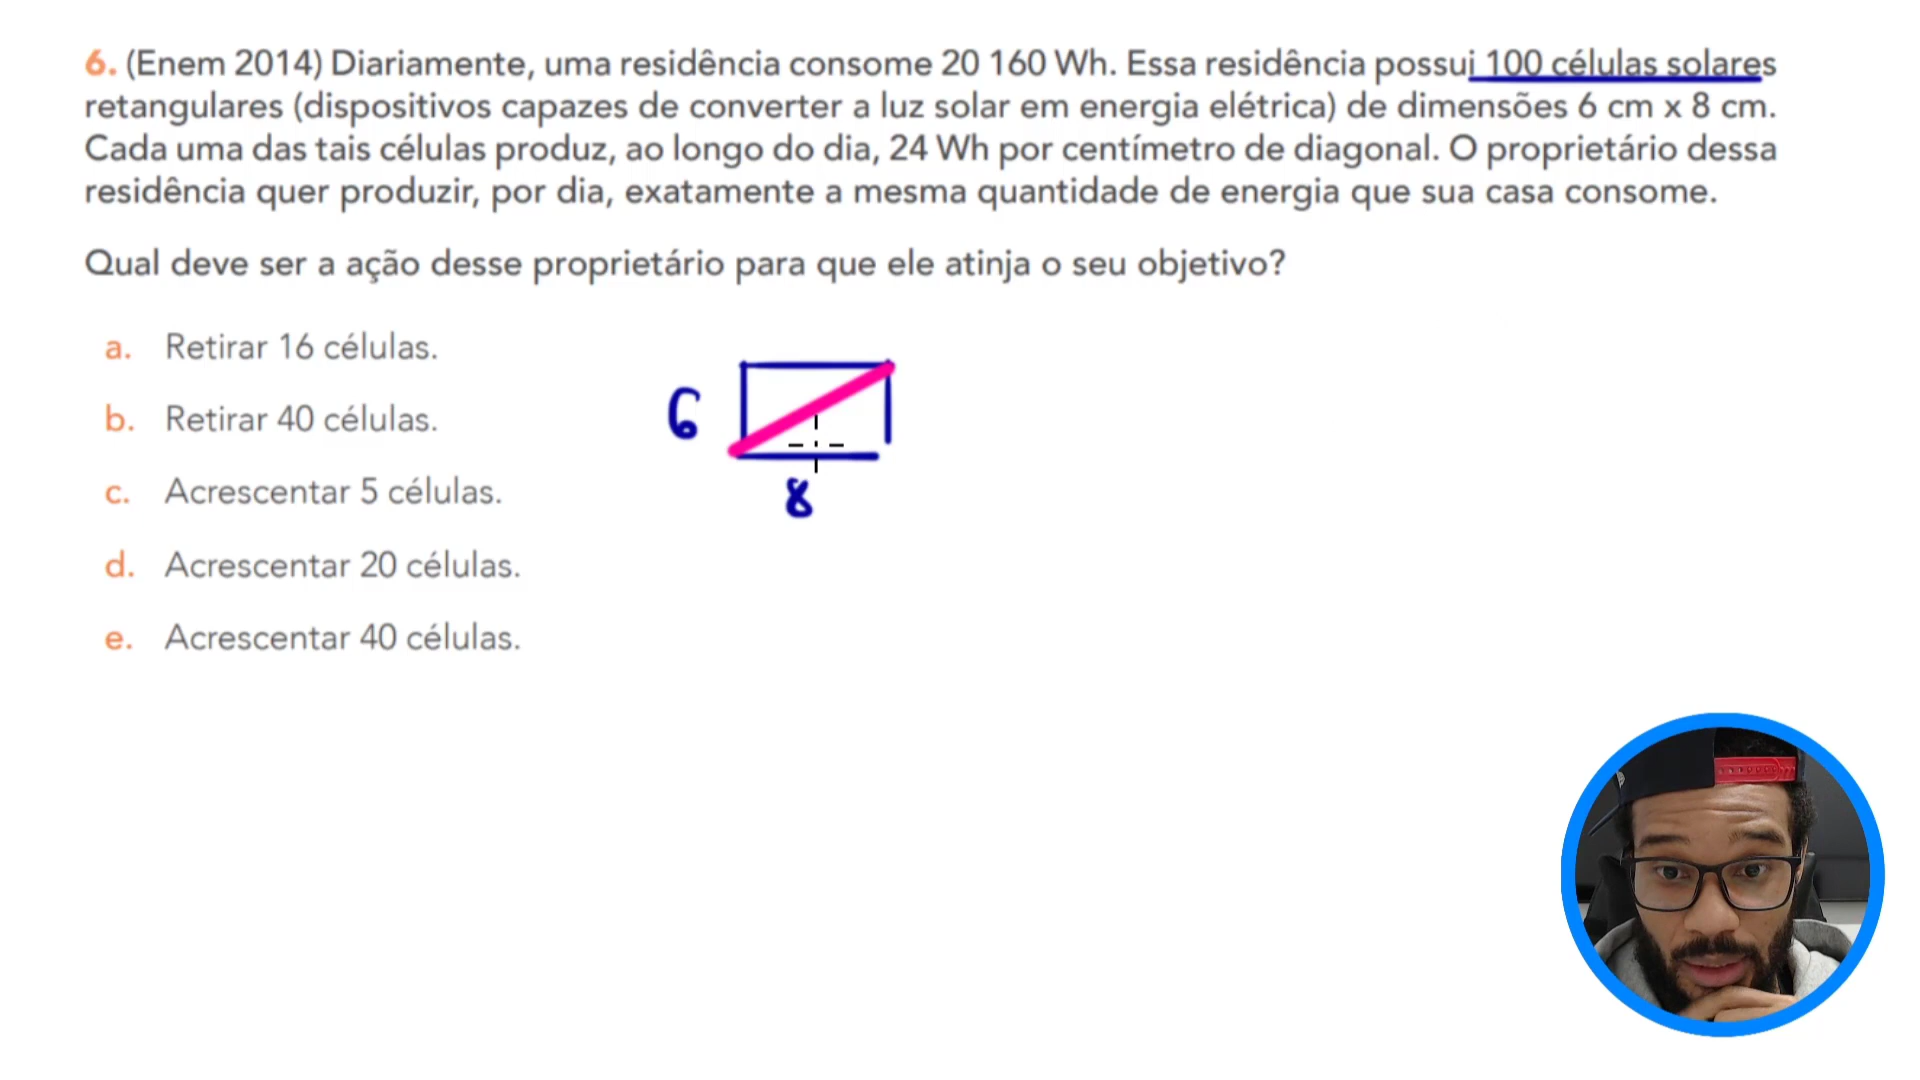 6. (Enem 2014) Diariamente, uma residência consome 20 160 Wh. Essa residência possui 100 células solares
retangulares (dispositivos capazes de converter a luz solar em energia elétrica) de dimensões 6 cm x 8 cm.
Cada uma das tais células produz, ao longo do dia, 24 Wh por centímetro de diagonal. O proprietário dessa
residência quer produzir, por dia, exatamente a mesma quantidade de energia que sua casa consome.
Qual deve ser a ação desse proprietário para que ele atinja o seu objetivo?
a. Retirar 16 células.
b. Retirar 40 células.
c. Acrescentar 5 células.
d. Acrescentar 20 células.
e. Acrescentar 40 células.
6
8